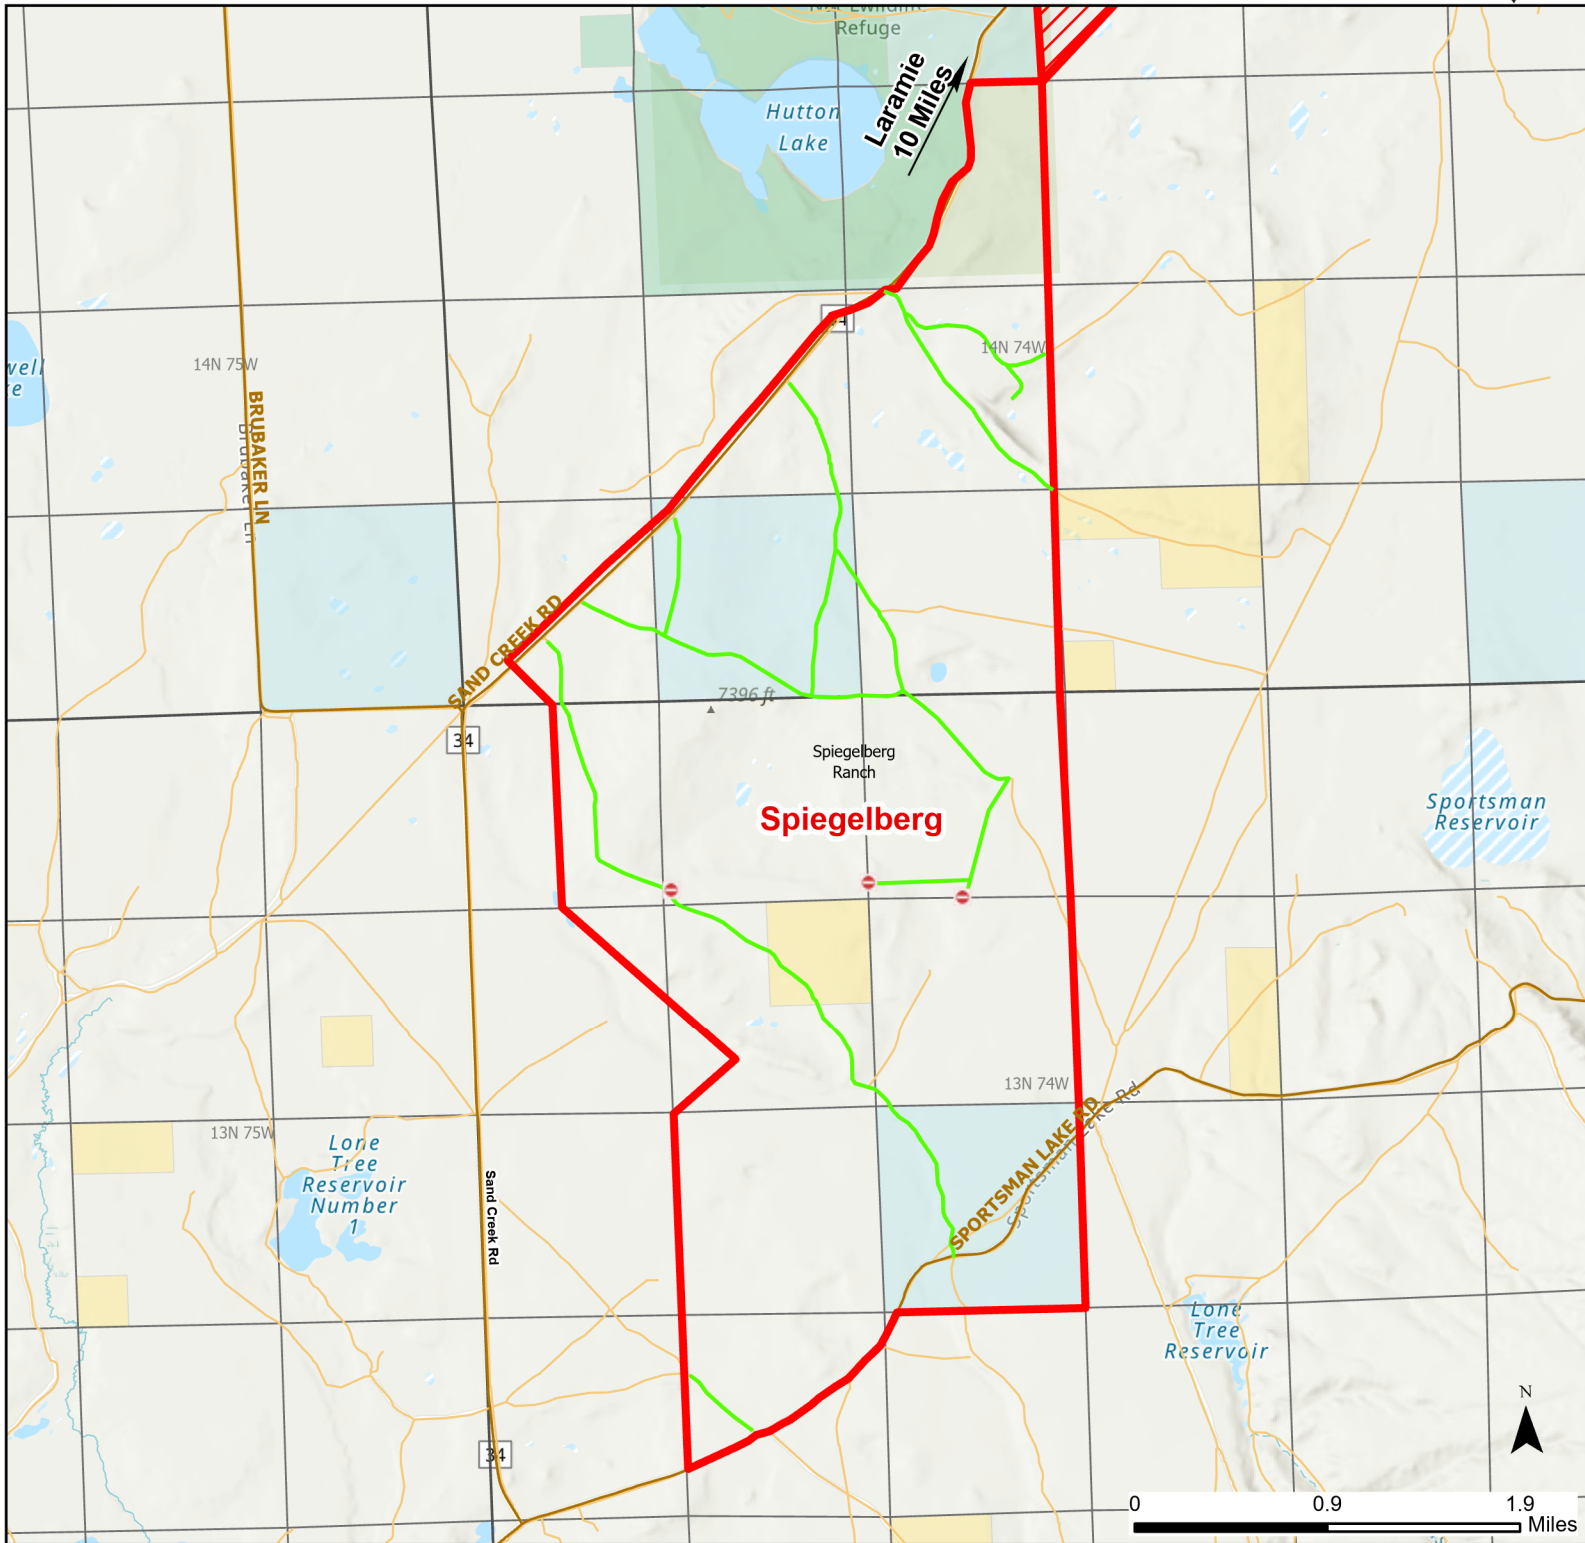 Refuge
Laramie
10 Miles
Hutton
Lake
14N 75W
14N 74W
BRUBAKER LN
Brubaker Ln
SAND CREEK RD
34
7396 ft
Spiegelberg
Ranch
Spiegelberg
Sportsman
Reservoir
13N 74W
13N 75W
SPORTSMAN LAKE RD
Sportsman Lake Rd
Lone
Tree
Reservoir
Number
1
Sand Creek Rd
Lone
Tree
Reservoir
34
N
0 0.9 1.9
Miles